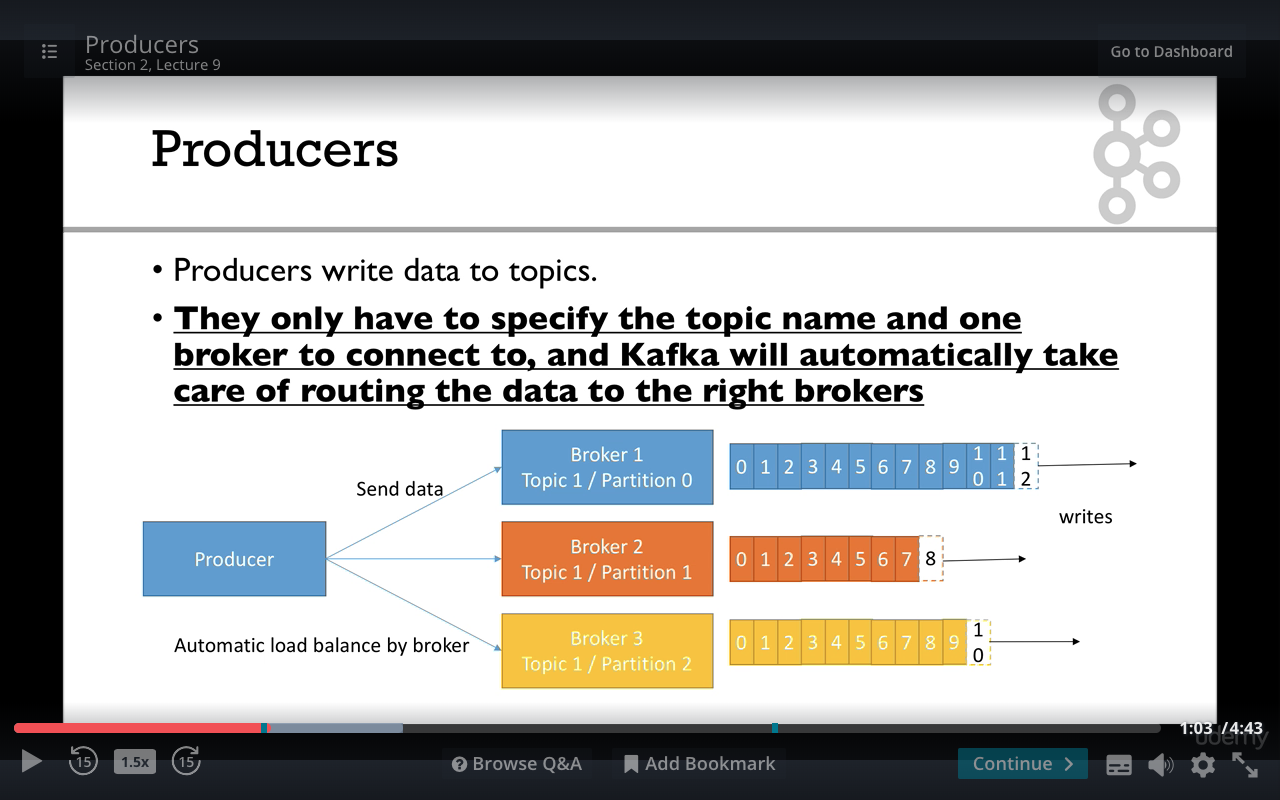 Producers
Section 2, Lecture 9
Go to Dashboard
Producers
• Producers write data to topics.
• They only have to specify the topic name and one
broker to connect to, and Kafka will automatically take
care of routing the data to the right brokers
Broker 1
Topic 1 / Partition 0
0 1 2 3 4 5 6 7 8 9 10 11 12
Send data
writes
Producer
Broker 2
Topic 1 / Partition 1
0 1 2 3 4 5 6 7 8
Automatic load balance by broker
Broker 3
Topic 1 / Partition 2
0 1 2 3 4 5 6 7 8 9 10
1:03 /4:43
udemy
15
1.5x
15
Browse Q&A
Add Bookmark
Continue